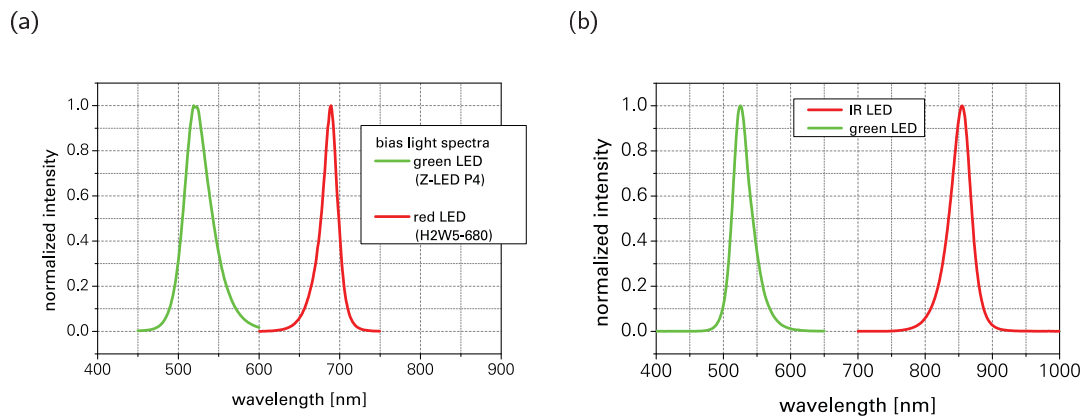 (a)
normalized intensity
1.0
0.8
0.6
0.4
0.2
0.0
bias light spectra
green LED
(Z-LED P4)
red LED
(H2W5-680)
400 500 600 700 800 900
wavelength [nm]
(b)
normalized intensity
1.0
0.8
0.6
0.4
0.2
0.0
IR LED
green LED
400 500 600 700 800 900 1000
wavelength [nm]